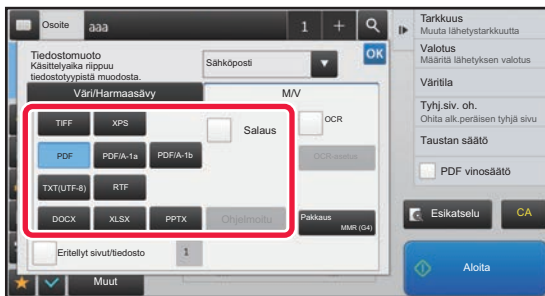 Osoite
aaa
1
+
Tiedostomuoto
Käsittelyaika riippuu
tiedostotyypistä muodosta.
Sähköposti
OK
Väri/Harmaasävy
M/V
TIFF
XPS
Salaus
OCR
PDF
PDF/A-1a
PDF/A-1b
OCR-asetus
TXT(UTF-8)
RTF
DOCX
XLSX
PPTX
Ohjelmoitu
Pakkaus
MMR (G4)
Eritellyt sivut/tiedosto
1
Muut
Tarkkuus
Muuta lähetystarkkuutta
Valotus
Määritä lähetyksen valotus
Väritila
Tyhj.siv. oh.
Ohita alk.peräisen tyhjä sivu
Taustan säätö
PDF vinosäätö
Esikatselu
CA
Aloita